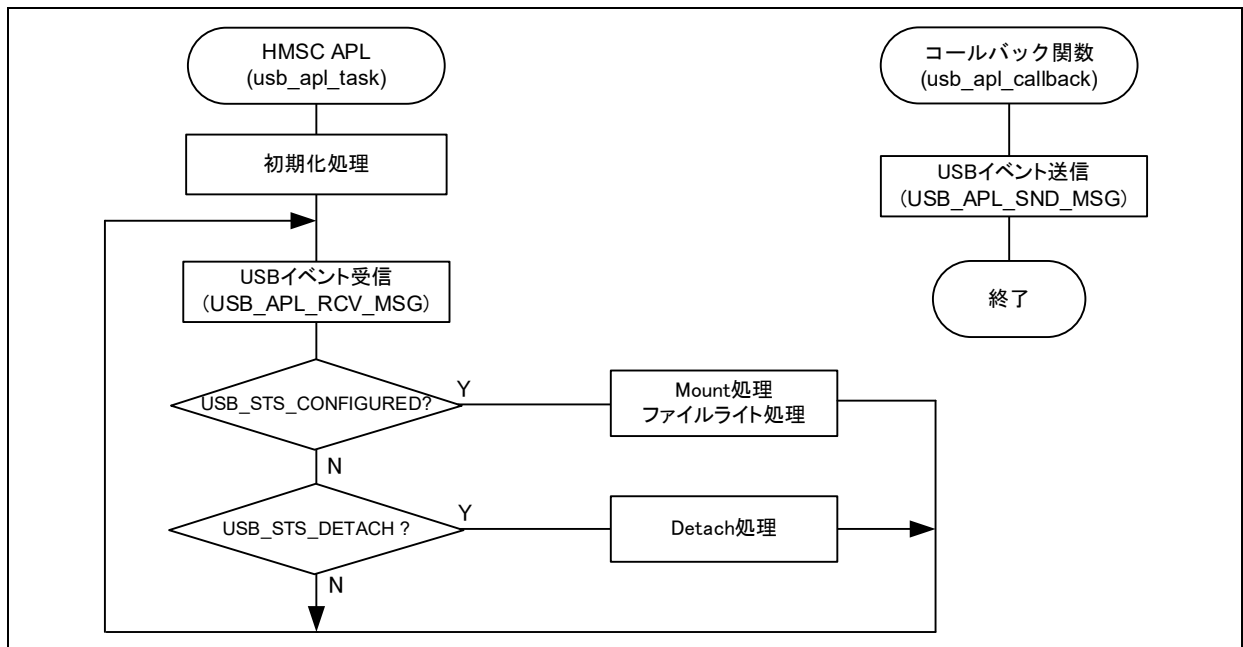 HMSC APL
(usb_apl_task)
初期化処理
USBイベント受信
(USB_APL_RCV_MSG)
USB_STS_CONFIGURED?
Y
Mount処理
ファイルライト処理
N
USB_STS_DETACH ?
Y
Detach処理
N
コールバック関数
(usb_apl_callback)
USBイベント送信
(USB_APL_SND_MSG)
終了